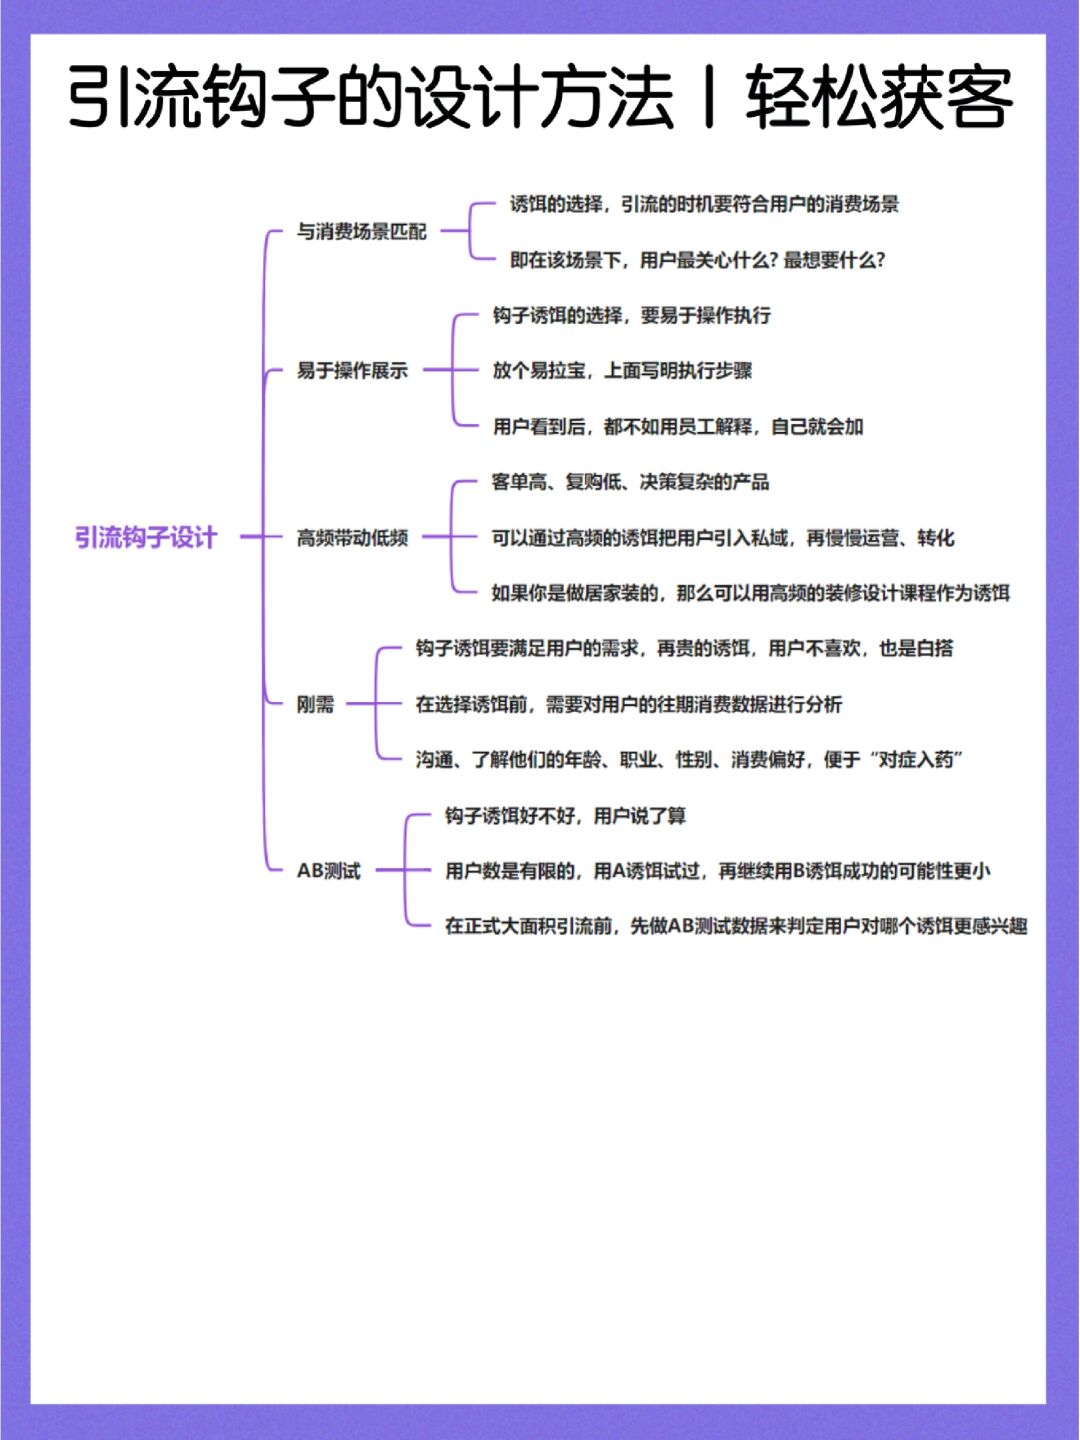 引流钩子的设计方法|轻松获客
诱饵的选择，引流的时机要符合用户的消费场景
与消费场景匹配
即在该场景下，用户最关心什么？最想要什么？
钩子诱饵的选择，要易于操作执行
易于操作展示
放个易拉宝，上面写明执行步骤
用户看到后，都不如用员工解释，自己就会加
客单高、复购低、决策复杂的产品
引流钩子设计
高频带动低频
可以通过高频的诱饵把用户引入私域，再慢慢运营、转化
如果你是做居家装的，那么可以用高频的装修设计课程作为诱饵
钩子诱饵要满足用户的需求，再贵的诱饵，用户不喜欢，也是白搭
刚需
在选择诱饵前，需要对用户的往期消费数据进行分析
沟通、了解他们的年龄、职业、性别、消费偏好，便于“对症入药”
钩子诱饵好不好，用户说了算
AB测试
用户数是有限的，用A诱饵试过，再继续用B诱饵成功的可能性更小
在正式大面积引流前，先做AB测试数据来判定用户对哪个诱饵更感兴趣